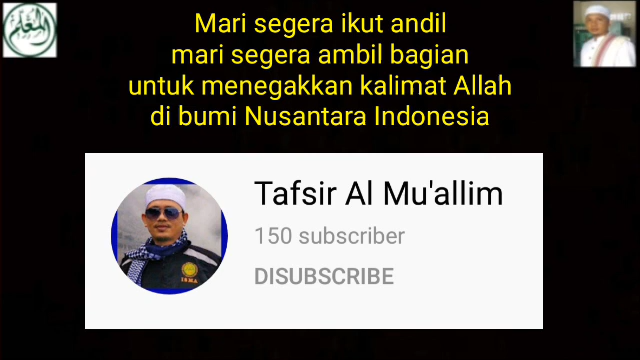 المعلم
Mari segera ikut andil
mari segera ambil bagian
untuk menegakkan kalimat Allah
di bumi Nusantara Indonesia
Tafsir Al Mu'allim
150 subscriber
DISUBSCRIBE